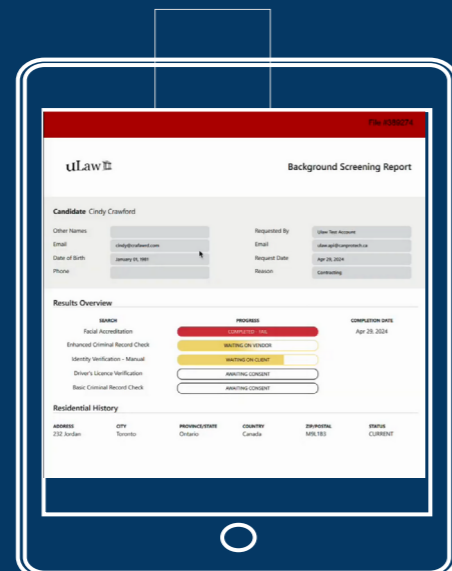 File #398274
uLaw
Background Screening Report
Candidate Cindy Crawford
Other Names
Requested By Ulaw Test Account
Email cindy@crafoerd.com
Email
Date of Birth January 01, 1981
Request Date Apr 29, 2024
Phone
Reason Contracting
Results Overview
SEARCH PROGRESS COMPLETION DATE
Facial Accreditation COMPLETED - FAIL Apr 29, 2024
Enhanced Criminal Record Check WAITING ON VENDOR
Identity Verification - Manual WAITING ON CLIENT
Driver's Licence Verification AWAITING CONSENT
Basic Criminal Record Check AWAITING CONSENT
Residential History
ADDRESS CITY PROVINCE/STATE COUNTRY ZIP/POSTAL STATUS
232 Jordan Toronto Ontario Canada M9L1B3 CURRENT